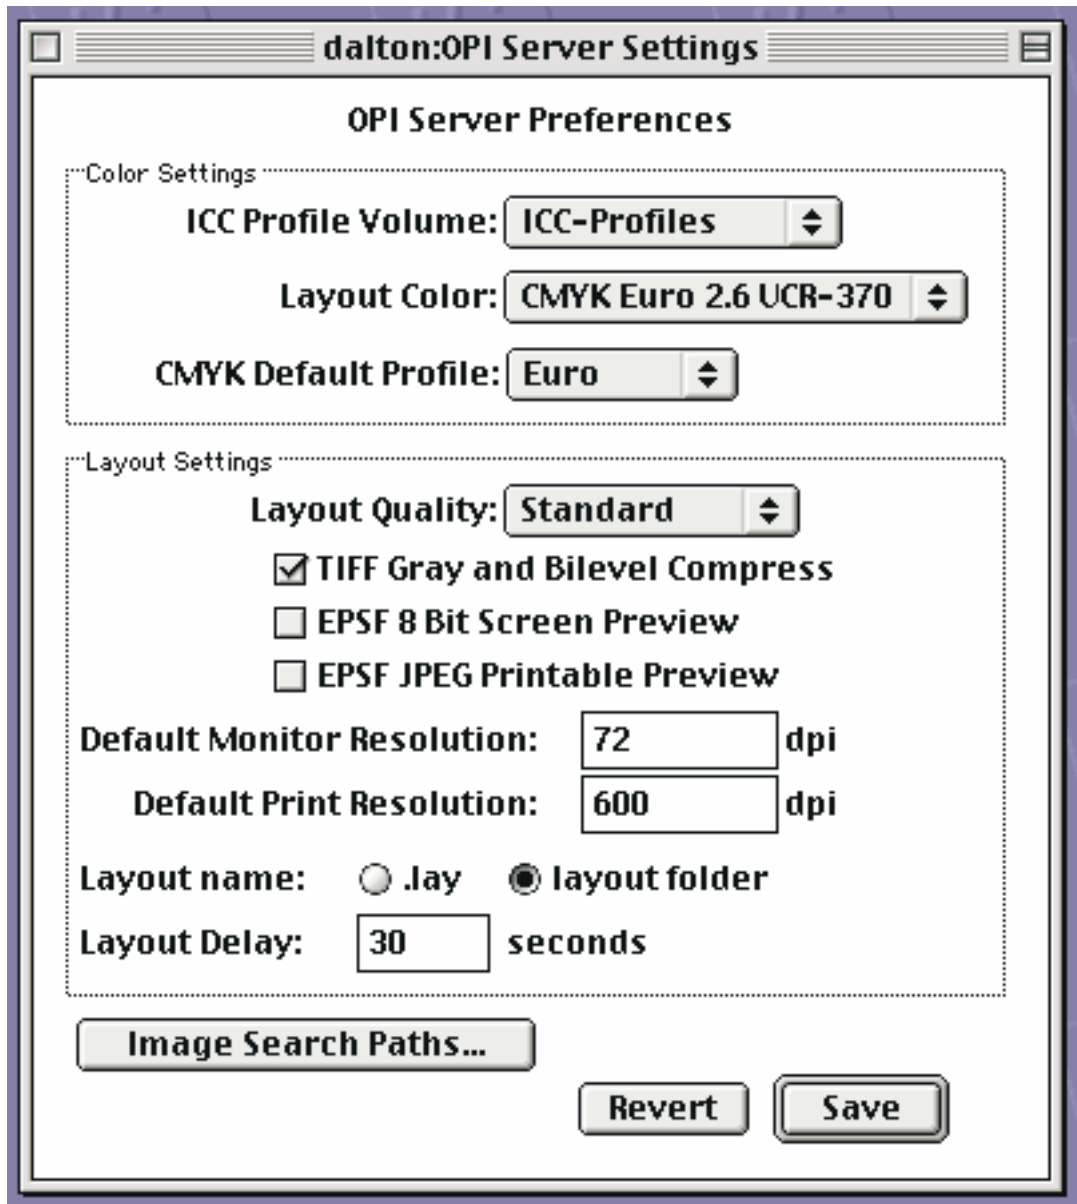 dalton:OPI Server Settings
OPI Server Preferences
Color Settings
ICC Profile Volume: ICC-Profiles
Layout Color: CMYK Euro 2.6 UCR-370
CMYK Default Profile: Euro
Layout Settings
Layout Quality: Standard
TIFF Gray and Bilevel Compress
EPSF 8 Bit Screen Preview
EPSF JPEG Printable Preview
Default Monitor Resolution: 72 dpi
Default Print Resolution: 600 dpi
Layout name: .lay layout folder
Layout Delay: 30 seconds
Image Search Paths...
Revert Save